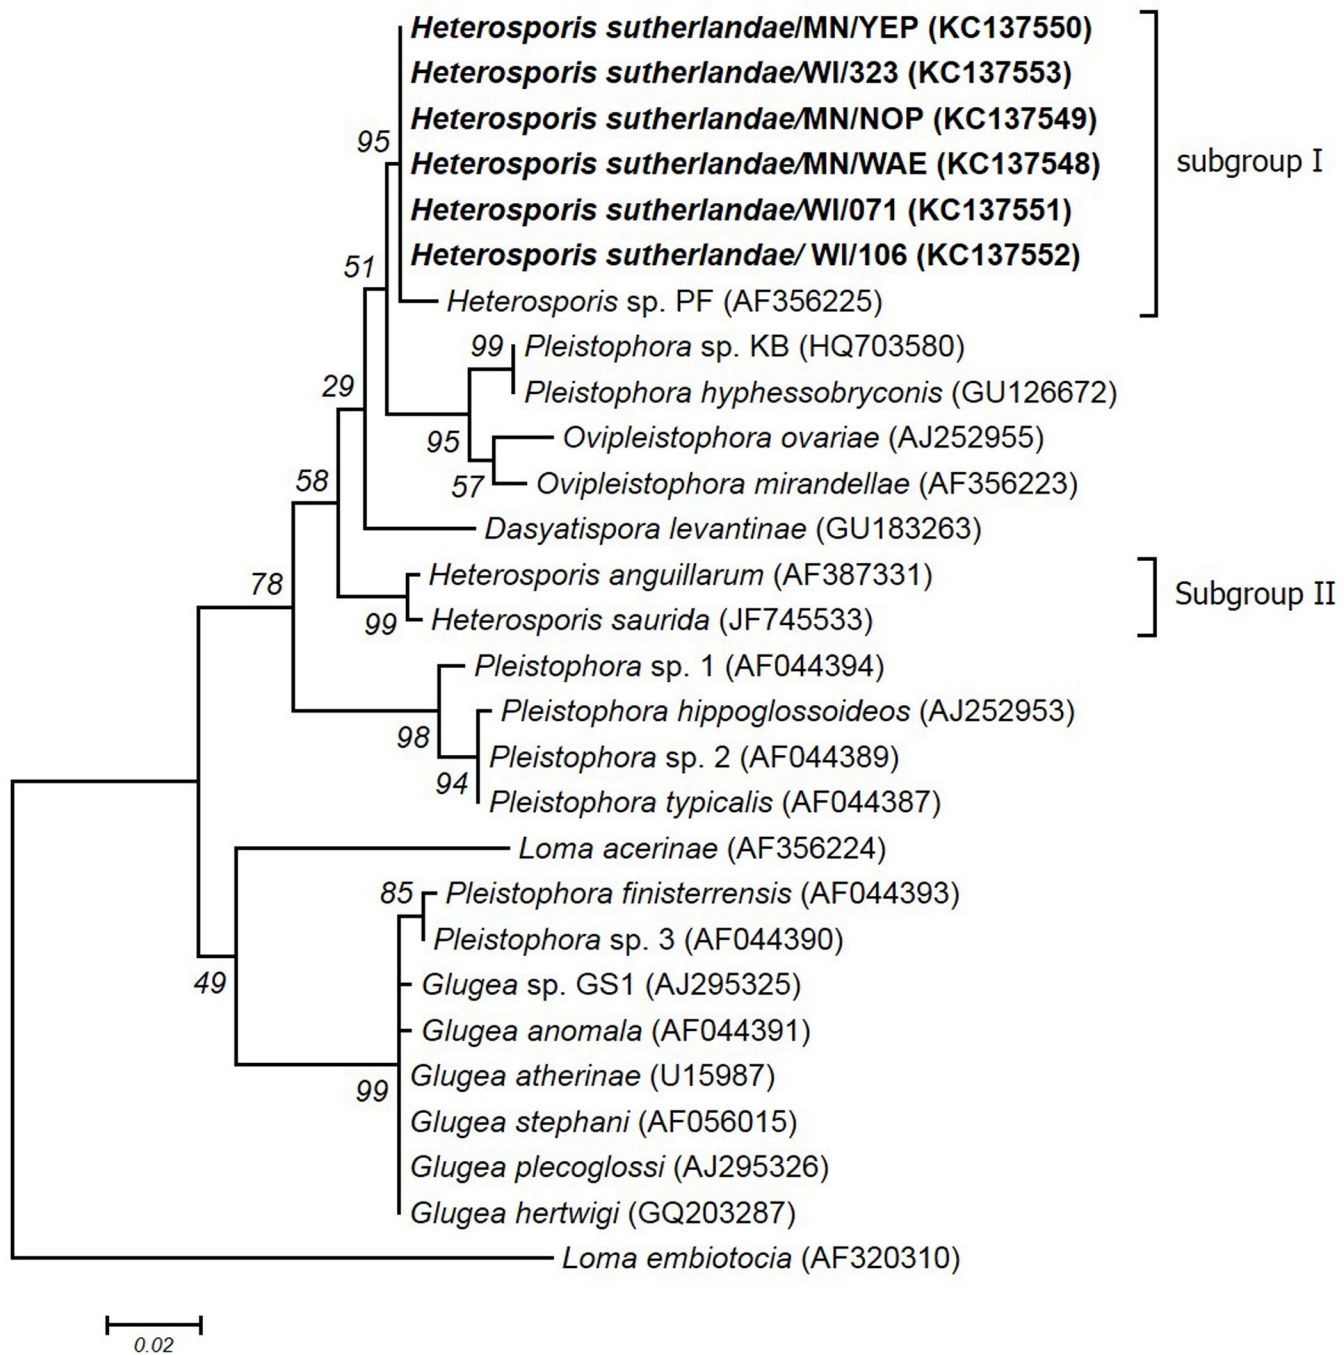 Heterosporis sutherlandae/MN/YEP (KC137550)
Heterosporis sutherlandae/WI/323 (KC137553)
Heterosporis sutherlandae/MN/NOP (KC137549)
95
Heterosporis sutherlandae/MN/WAE (KC137548)
subgroup I
Heterosporis sutherlandae/WI/071 (KC137551)
Heterosporis sutherlandae/ WI/106 (KC137552)
51
Heterosporis sp. PF (AF356225)
99
Pleistophora sp. KB (HQ703580)
29
Pleistophora hyphessobryconis (GU126672)
95
Ovipleistophora ovariae (AJ252955)
58
57
Ovipleistophora mirandellae (AF356223)
Dasyatispora levantinae (GU183263)
78
Heterosporis anguillarum (AF387331)
Subgroup II
99
Heterosporis saurida (JF745533)
Pleistophora sp. 1 (AF044394)
Pleistophora hippoglossoideos (AJ252953)
98
Pleistophora sp. 2 (AF044389)
94
Pleistophora typicalis (AF044387)
Loma acerinae (AF356224)
85
Pleistophora finisterrensis (AF044393)
Pleistophora sp. 3 (AF044390)
49
Glugea sp. GS1 (AJ295325)
Glugea anomala (AF044391)
99
Glugea atherinae (U15987)
Glugea stephani (AF056015)
Glugea plecoglossi (AJ295326)
Glugea hertwigi (GQ203287)
Loma embiotocia (AF320310)
0.02